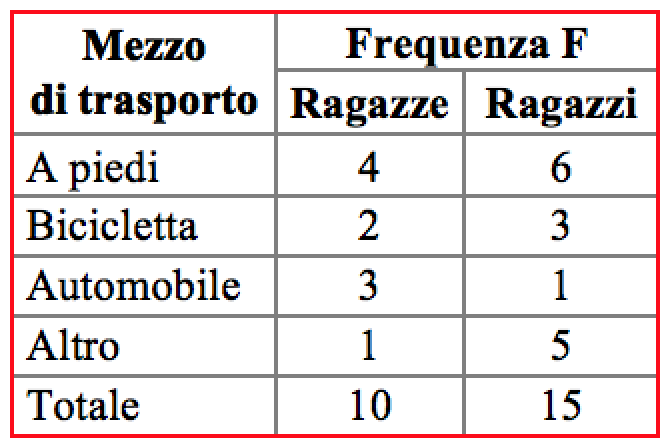 Mezzo
di trasporto
Frequenza F
Ragazze Ragazzi
A piedi 4 6
Bicicletta 2 3
Automobile 3 1
Altro 1 5
Totale 10 15